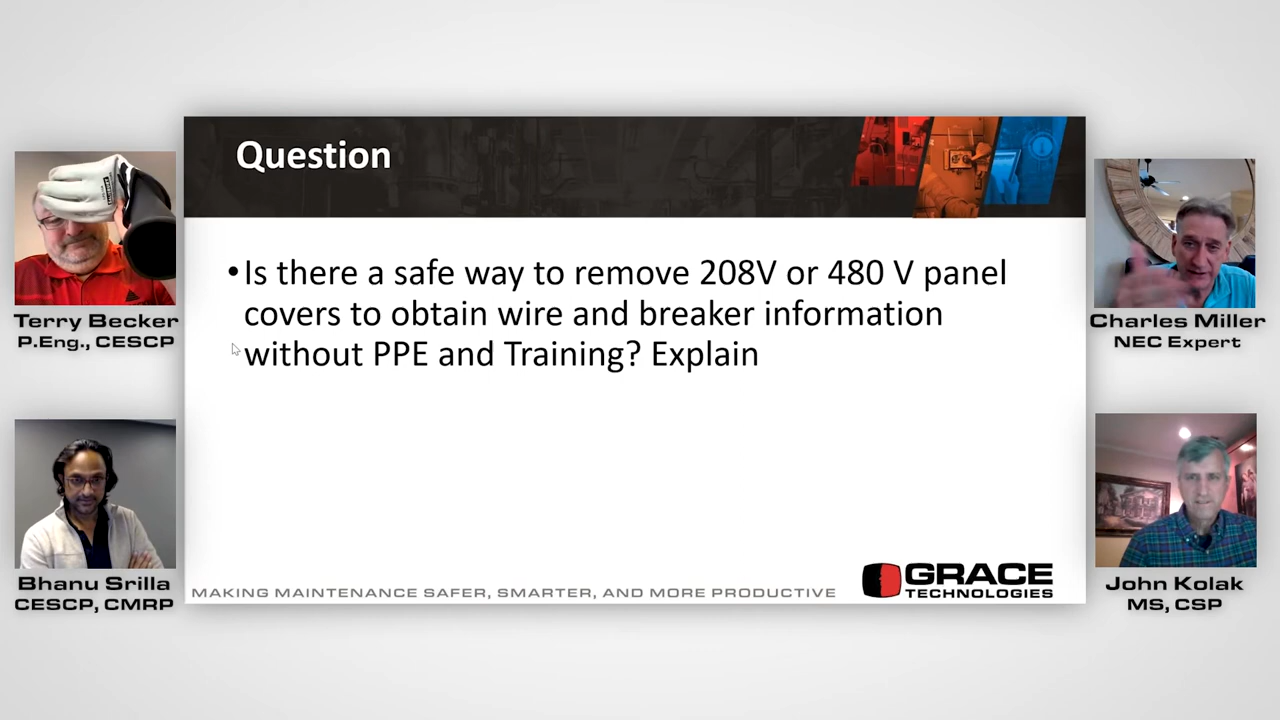 Question
•Is there a safe way to remove 208V or 480 V panel
covers to obtain wire and breaker information
without PPE and Training? Explain
Terry Becker
P.Eng., CESCP
Charles Miller
NEC Expert
Bhanu Srilla
CESCP, CMRP
John Kolak
MS, CSP
MAKING MAINTENANCE SAFER, SMARTER, AND MORE PRODUCTIVE
GRACE
TECHNOLOGIES